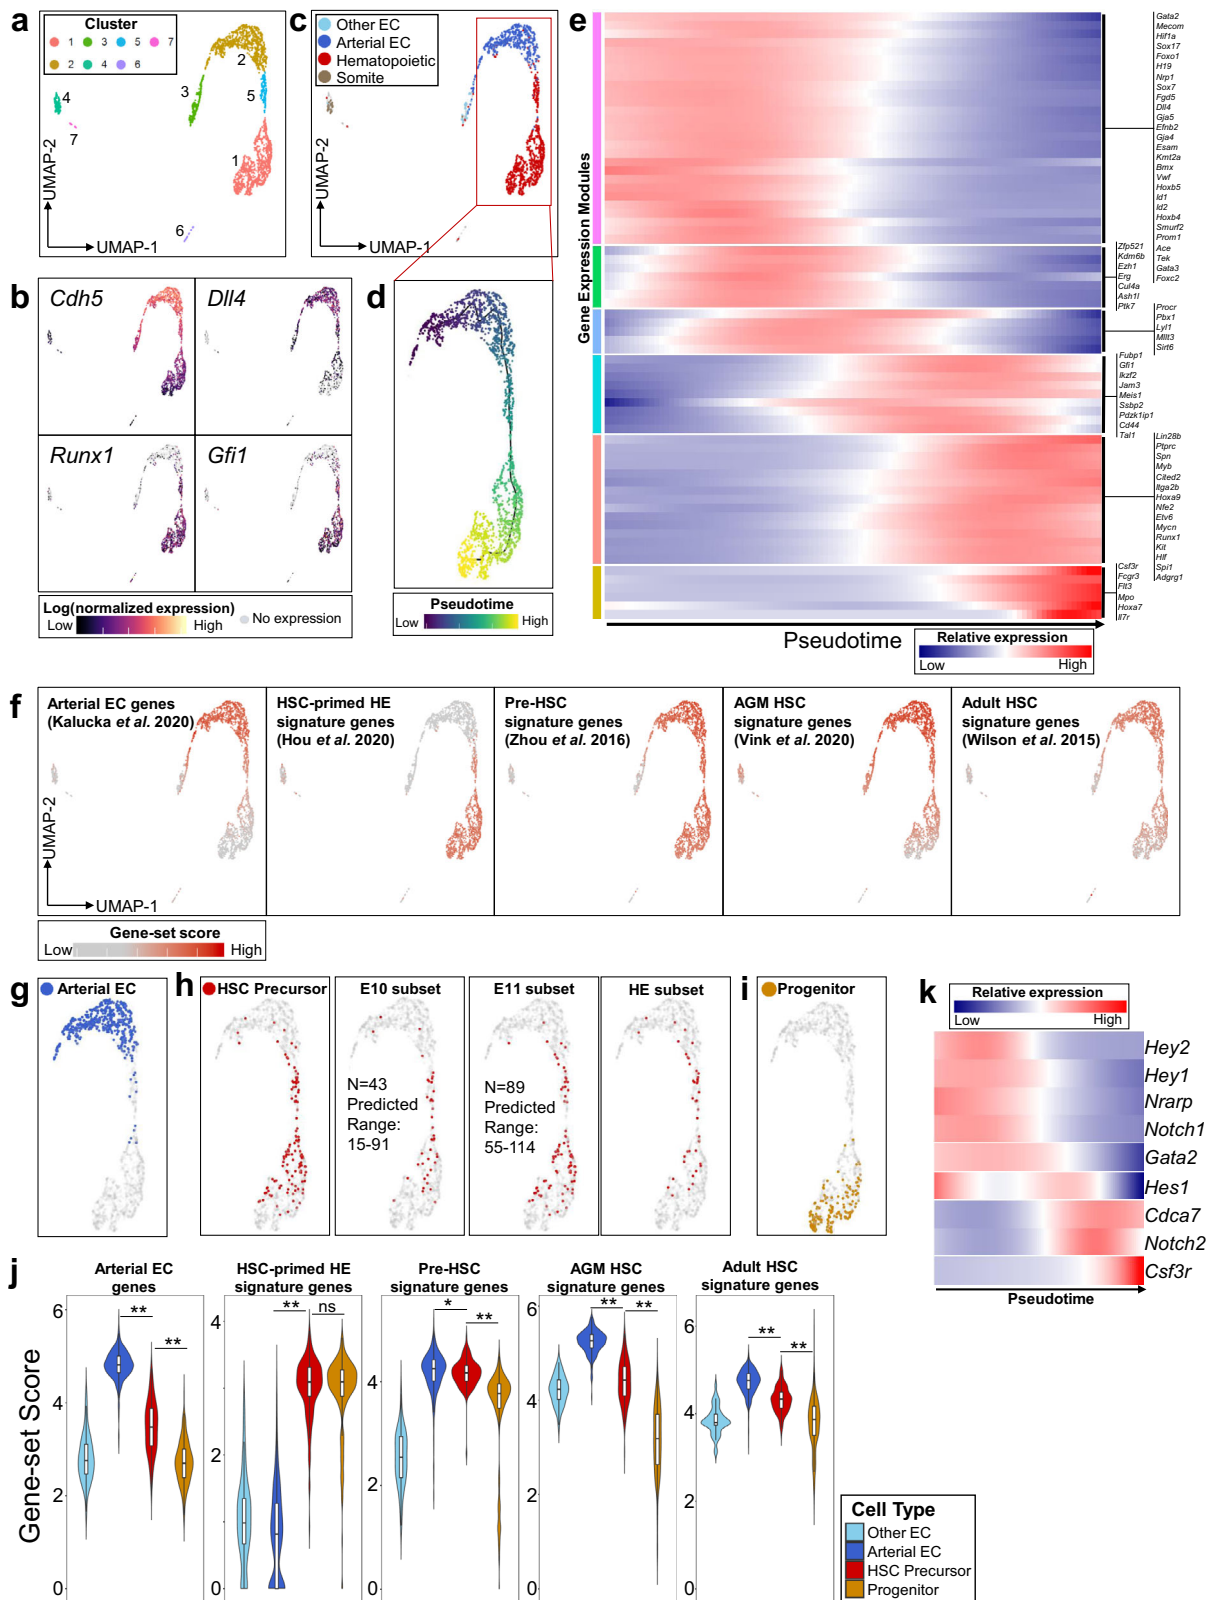 a
Cluster
1 3 5 7
2 4 6
2
3
5
4
7
1
6
UMAP-2
UMAP-1
c
Other EC
Arterial EC
Hematopoietic
Somite
UMAP-2
UMAP-1
b
Cdh5
Dll4
Runx1
Gfi1
Log(normalized expression)
Low High
No expression
d
Pseudotime
Low High
e
Gene Expression Modules
Gata2
Mecom
Hif1a
Sox17
Foxo1
H19
Nrp1
Sox7
Fgd5
Dll4
Gja5
Efnb2
Gja4
Esam
Kmt2a
Bmx
Vwf
Hoxb5
Id1
Id2
Hoxb4
Smurf2
Prom1
Ace
Tek
Gata3
Foxc2
Zfp521
Kdm6b
Ezh1
Erg
Cul4a
Ash1l
Ptk7
Procr
Pbx1
Lyl1
Mllt3
Sirt6
Fubp1
Gfi1
Ikzf2
Jam3
Meis1
Ssbp2
Pdzk1ip1
Cd44
Tal1
Lin28b
Ptprc
Spn
Myb
Cited2
Itga2b
Hoxa9
Nfe2
Etv6
Mycn
Runx1
Kit
Hlf
Spi1
Adgrg1
Csf3r
Fcgr3
Flt3
Mpo
Hoxa7
Il7r
Pseudotime
Relative expression
Low High
f
Arterial EC genes
(Kalucka et al. 2020)
HSC-primed HE
signature genes
(Hou et al. 2020)
Pre-HSC
signature genes
(Zhou et al. 2016)
AGM HSC
signature genes
(Vink et al. 2020)
Adult HSC
signature genes
(Wilson et al. 2015)
UMAP-2
UMAP-1
Gene-set score
Low High
g
Arterial EC
h
HSC Precursor
E10 subset
N=43
Predicted
Range:
15-91
E11 subset
N=89
Predicted
Range:
55-114
HE subset
i
Progenitor
k
Relative expression
Low High
Hey2
Hey1
Nrarp
Notch1
Gata2
Hes1
Cdca7
Notch2
Csf3r
Pseudotime
j
Gene-set Score
Arterial EC
genes
6
4
2
0
** **
HSC-primed HE
signature genes
4
2
0
** ns
Pre-HSC
signature genes
4
2
0
* **
AGM HSC
signature genes
6
4
2
0
** **
Adult HSC
signature genes
6
4
2
0
** **
Cell Type
Other EC
Arterial EC
HSC Precursor
Progenitor